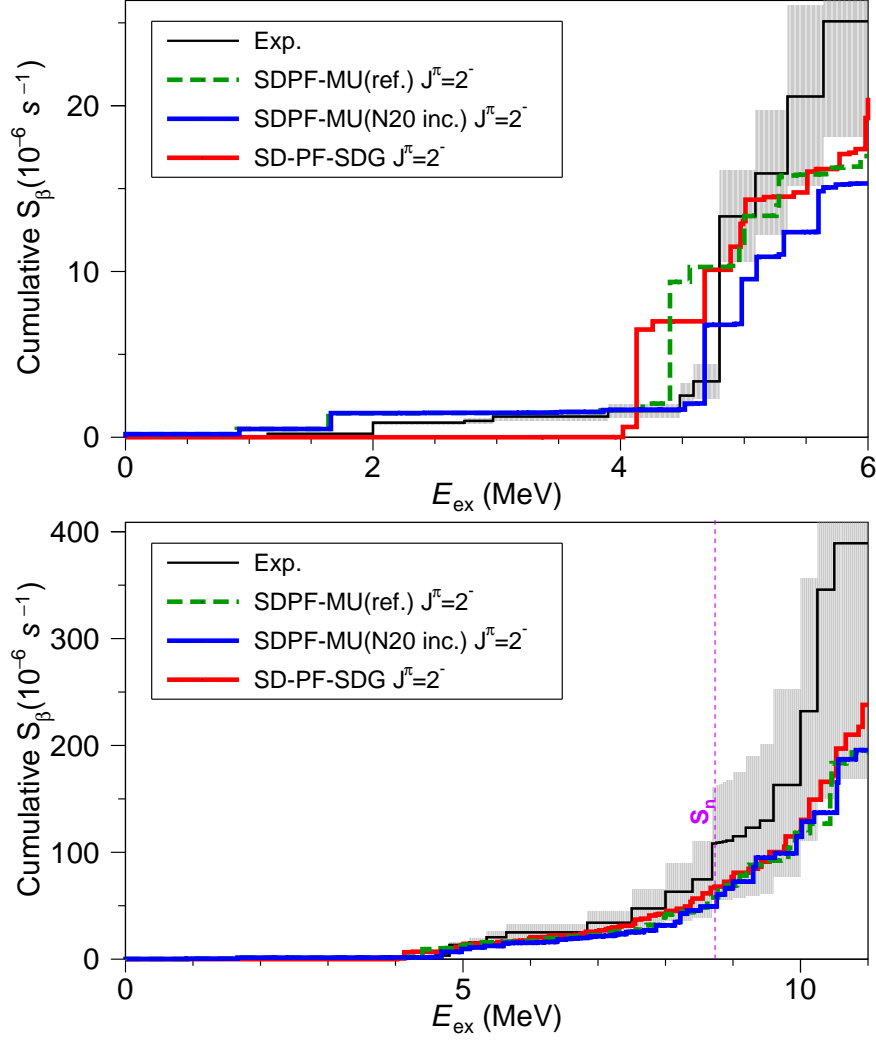 Cumulative S_β(10⁻⁶ s⁻¹)
20
10
0
Exp.
SDPF-MU(ref.) J^π=2⁻
SDPF-MU(N20 inc.) J^π=2⁻
SD-PF-SDG J^π=2⁻
0 2 4 6
E_ex (MeV)
Cumulative S_β(10⁻⁶ s⁻¹)
400
300
200
100
0
Exp.
SDPF-MU(ref.) J^π=2⁻
SDPF-MU(N20 inc.) J^π=2⁻
SD-PF-SDG J^π=2⁻
S_n
0 5 10
E_ex (MeV)